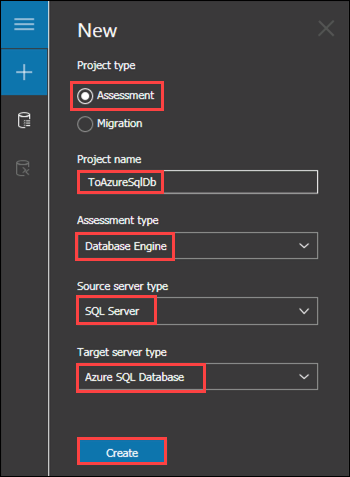 New
Project type
Assessment
Migration
Project name
ToAzureSqlDb
Assessment type
Database Engine
Source server type
SQL Server
Target server type
Azure SQL Database
Create